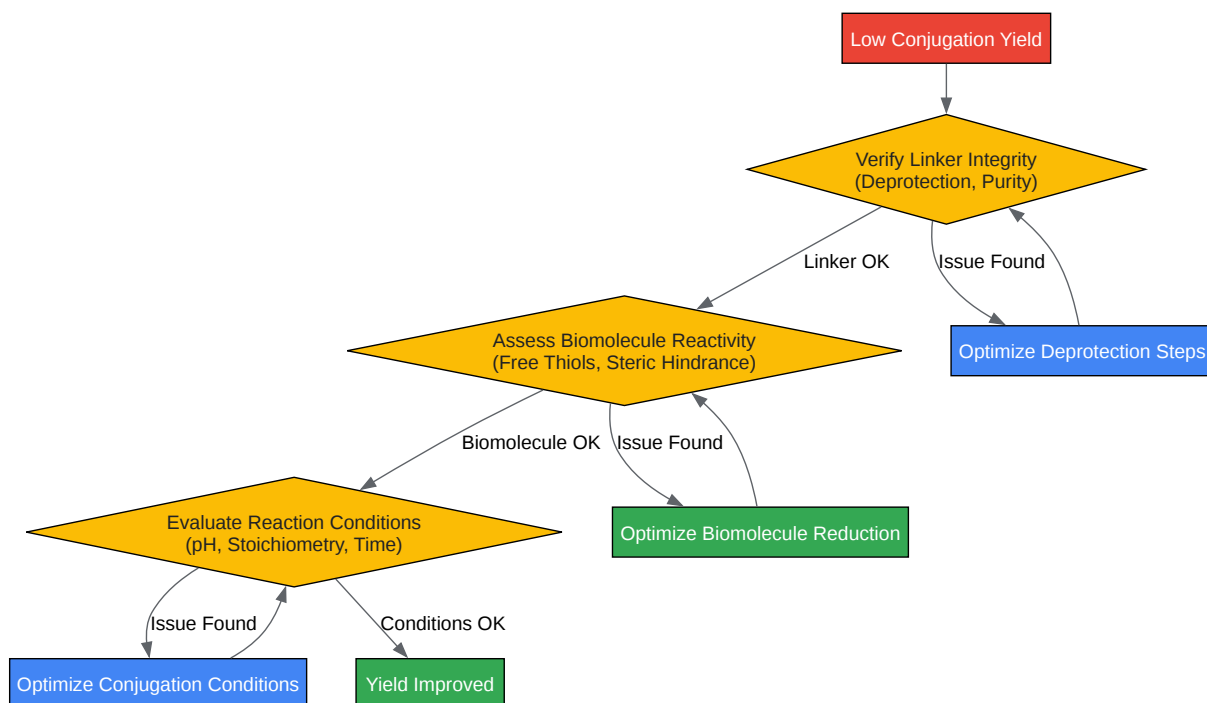 Low Conjugation Yield
Verify Linker Integrity
(Deprotection, Purity)
Linker OK
Issue Found
Assess Biomolecule Reactivity
(Free Thiols, Steric Hindrance)
Optimize Deprotection Steps
Biomolecule OK
Issue Found
Evaluate Reaction Conditions
(pH, Stoichiometry, Time)
Optimize Biomolecule Reduction
Issue Found
Conditions OK
Optimize Conjugation Conditions
Yield Improved